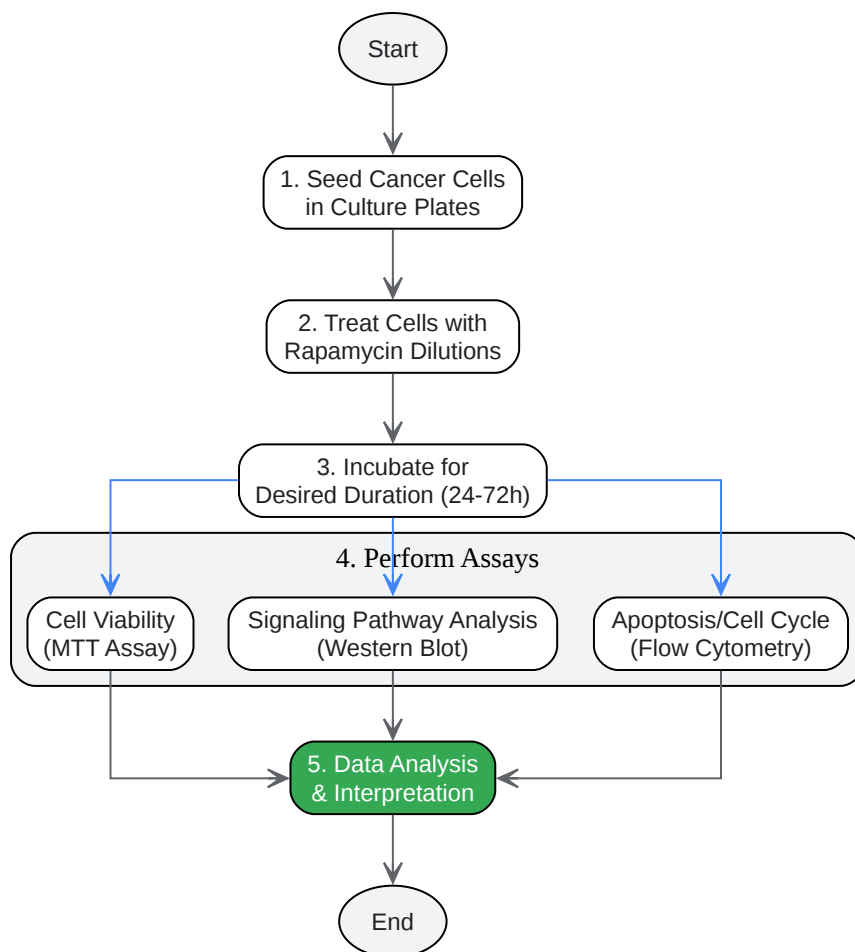 Start
1. Seed Cancer Cells
in Culture Plates
2. Treat Cells with
Rapamycin Dilutions
3. Incubate for
Desired Duration (24-72h)
4. Perform Assays
Cell Viability
(MTT Assay)
Signaling Pathway Analysis
(Western Blot)
Apoptosis/Cell Cycle
(Flow Cytometry)
5. Data Analysis
& Interpretation
End